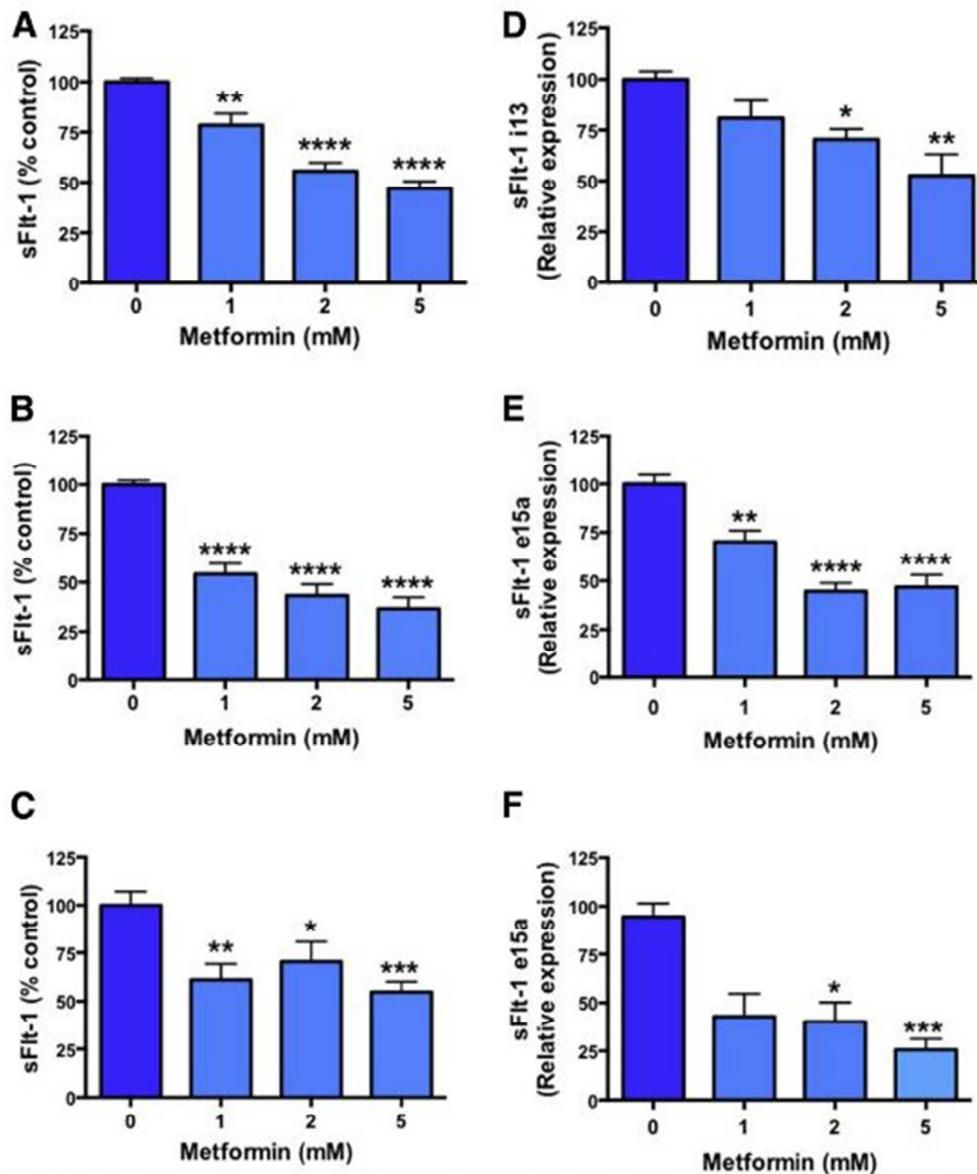 A
sFlt-1 (% control)
125
100
75
50
25
0
**
****
****
0 1 2 5
Metformin (mM)
D
sFlt-1 i13
(Relative expression)
125
100
75
50
25
0
*
**
0 1 2 5
Metformin (mM)
B
sFlt-1 (% control)
125
100
75
50
25
0
****
****
****
0 1 2 5
Metformin (mM)
E
sFlt-1 e15a
(Relative expression)
125
100
75
50
25
0
**
****
****
0 1 2 5
Metformin (mM)
C
sFlt-1 (% control)
125
100
75
50
25
0
**
*
***
0 1 2 5
Metformin (mM)
F
sFlt-1 e15a
(Relative expression)
125
100
75
50
25
0
*
***
0 1 2 5
Metformin (mM)